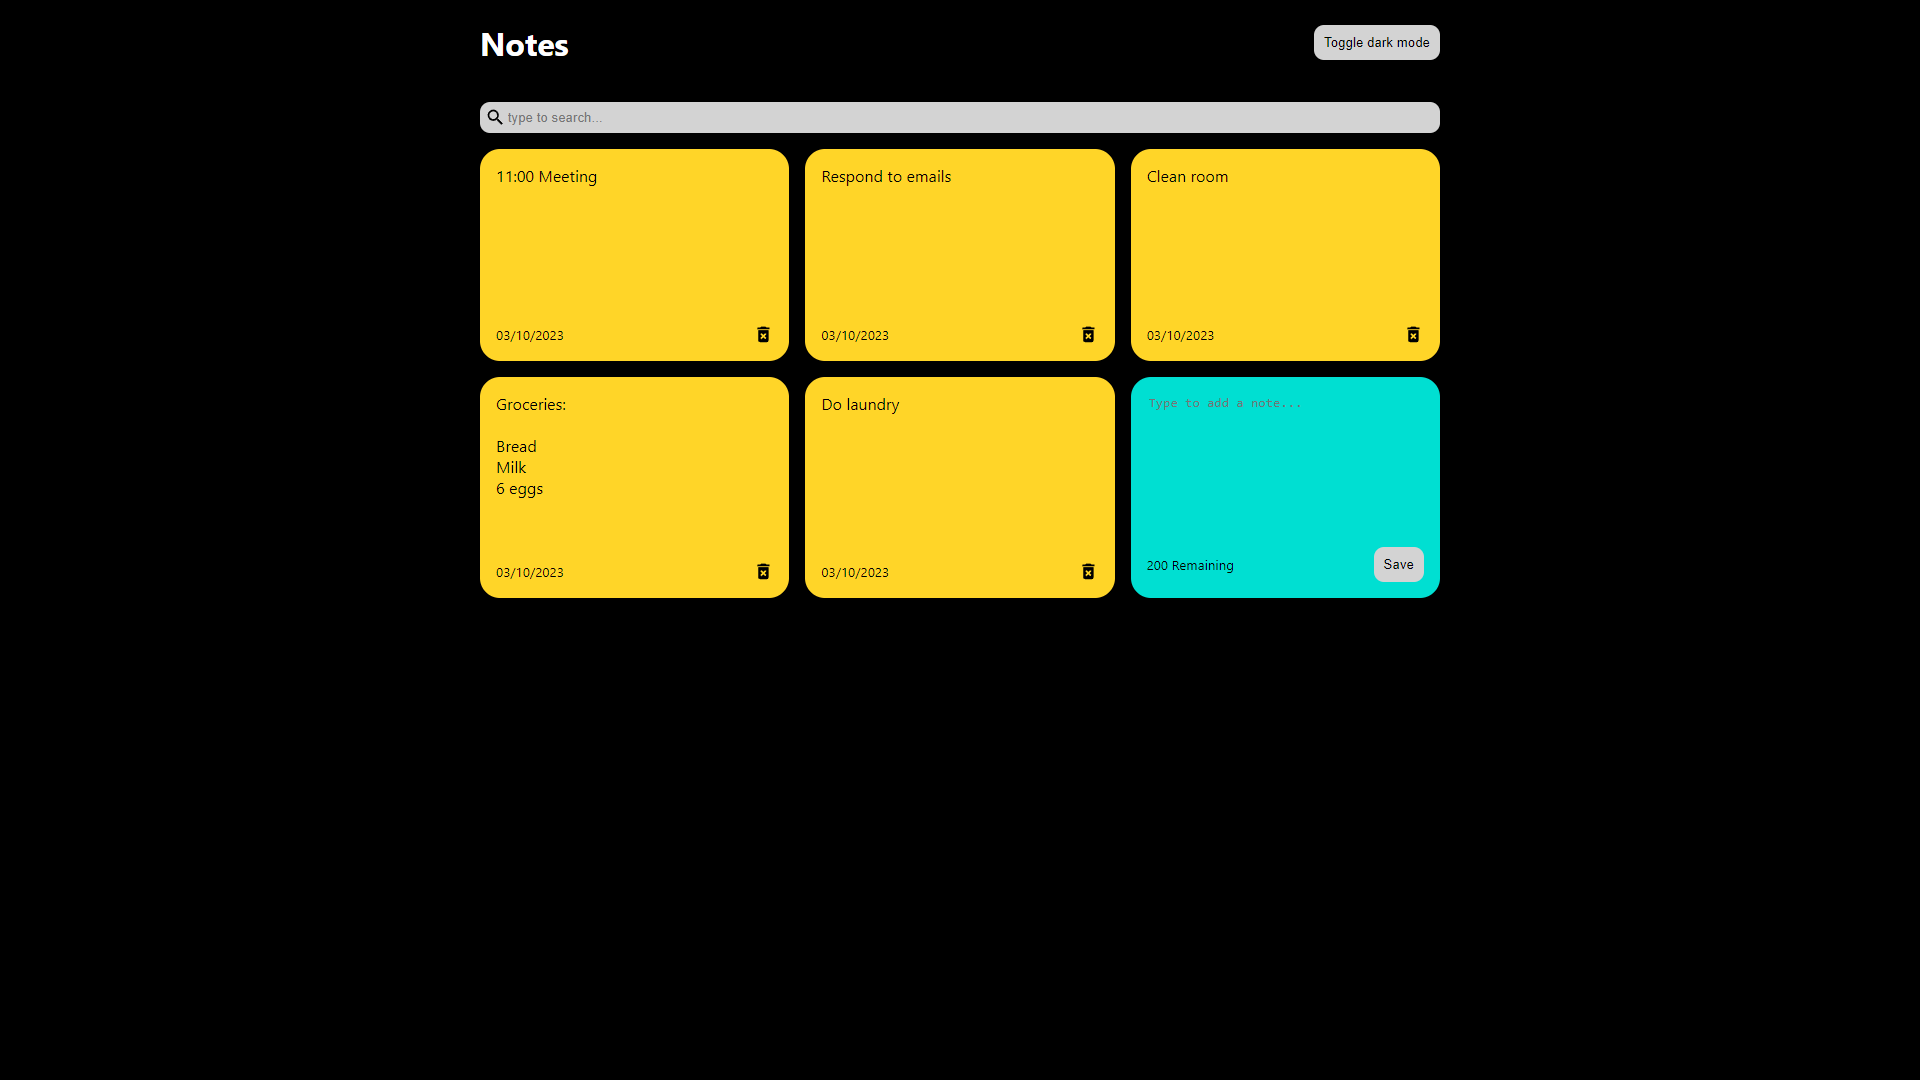 Notes
Toggle dark mode
type to search...
11:00 Meeting
03/10/2023
Respond to emails
03/10/2023
Clean room
03/10/2023
Groceries:
Bread
Milk
6 eggs
03/10/2023
Do laundry
03/10/2023
Type to add a note...
200 Remaining
Save